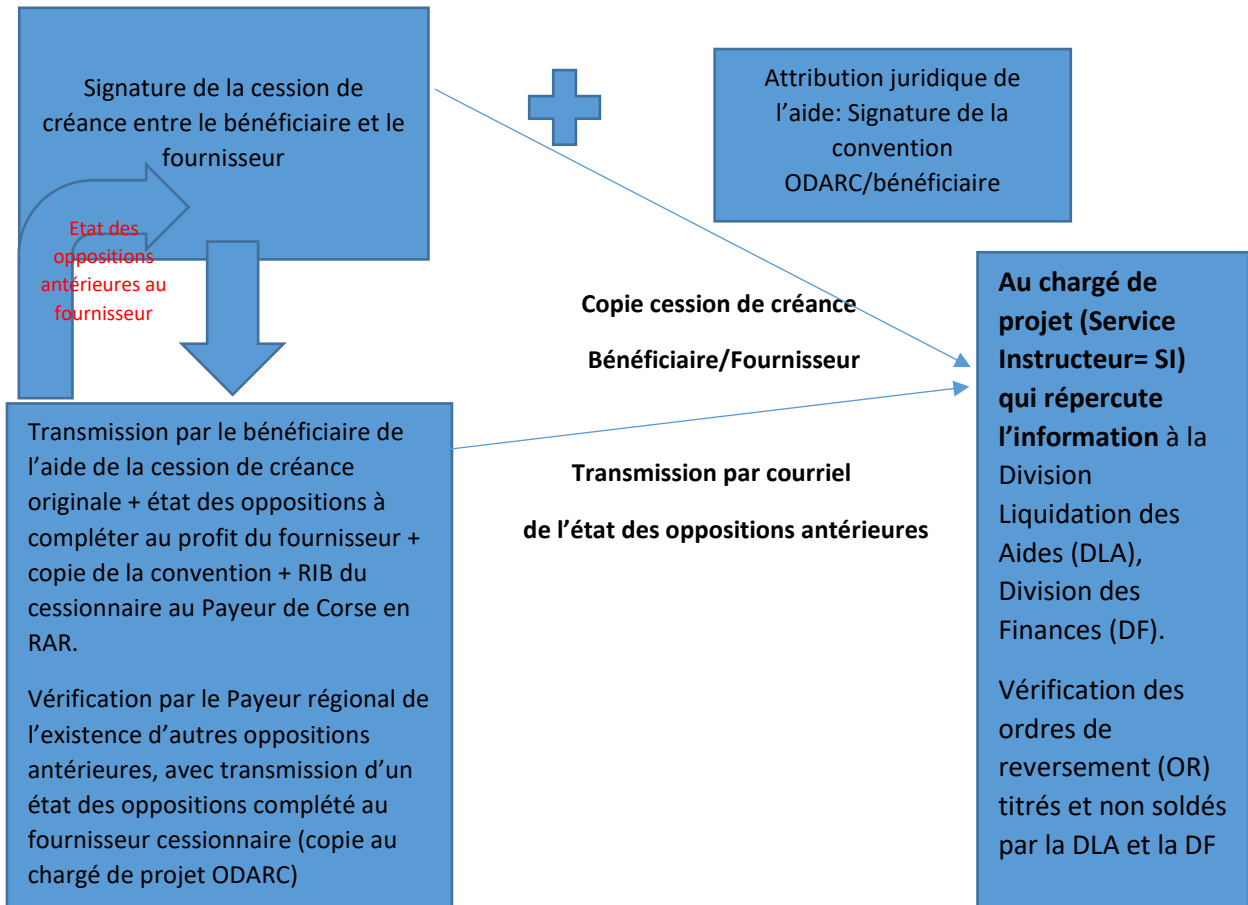 Signature de la cession de
créance entre le bénéficiaire et le
fournisseur
Attribution juridique de
l’aide: Signature de la
convention
ODARC/bénéficiaire
Etat des
oppositions
antérieures au
fournisseur
Copie cession de créance
Bénéficiaire/Fournisseur
Transmission par courriel
de l’état des oppositions antérieures
Transmission par le bénéficiaire de
l’aide de la cession de créance
originale + état des oppositions à
compléter au profit du fournisseur +
copie de la convention + RIB du
cessionnaire au Payeur de Corse en
RAR.
Vérification par le Payeur régional de
l’existence d’autres oppositions
antérieures, avec transmission d’un
état des oppositions complété au
fournisseur cessionnaire (copie au
chargé de projet ODARC)
Au chargé de
projet (Service
Instructeur= SI)
qui répercute
l’information à la
Division
Liquidation des
Aides (DLA),
Division des
Finances (DF).
Vérification des
ordres de
reversement (OR)
titrés et non soldés
par la DLA et la DF